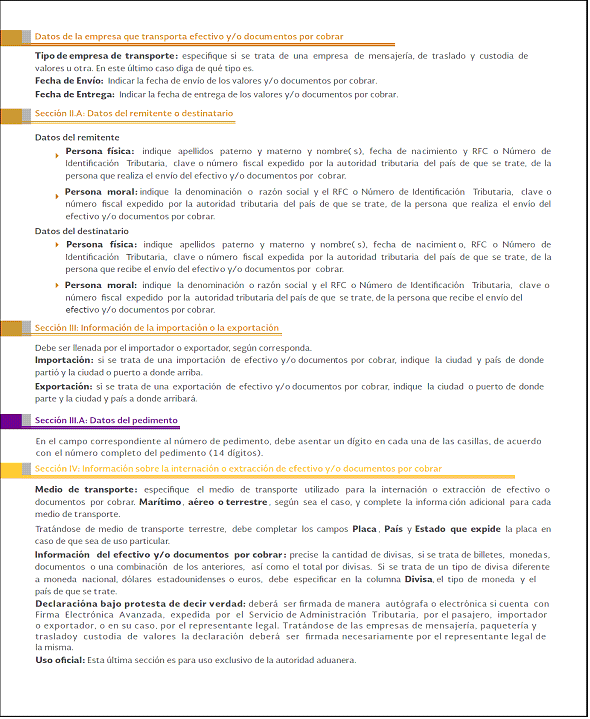 Datos de la empresa que transporta efectivo y/o documentos por cobrar
Tipo de empresa de transporte: especifique si se trata de una empresa de mensajería, de traslado y custodia de
valores u otra. En este último caso diga de qué tipo es.
Fecha de Envío: Indicar la fecha de envío de los valores y/o documentos por cobrar.
Fecha de Entrega: Indicar la fecha de entrega de los valores y/o documentos por cobrar.
Sección II.A: Datos del remitente o destinatario
Datos del remitente
Persona física: indique apellidos paterno y materno y nombre( s), fecha de nacimiento y RFC o Número de
Identificación Tributaria, clave o número fiscal expedido por la autoridad tributaria del país de que se trate, de la
persona que realiza el envío del efectivo y/o documentos por cobrar.
Persona moral: indique la denominación o razón social y el RFC o Número de Identificación Tributaria, clave o
número fiscal expedido por la autoridad tributaria del país de que se trate, de la persona que realiza el envío del
efectivo y/o documentos por cobrar.
Datos del destinatario
Persona física: indique apellidos paterno y materno y nombre( s), fecha de nacimiento, RFC o Número de
Identificación Tributaria, clave o número fiscal expedida por la autoridad tributaria del país de que se trate, de la
persona que recibe el envío del efectivo y/o documentos por cobrar.
Persona moral: indique la denominación o razón social y el RFC o Número de Identificación Tributaria, clave o
número fiscal expedido por la autoridad tributaria del país de que se trate, de la persona que recibe el envío del
efectivo y/o documentos por cobrar.
Sección III: Información de la importación o la exportación
Debe ser llenada por el importador o exportador, según corresponda.
Importación: si se trata de una importación de efectivo y/o documentos por cobrar, indique la ciudad y país de donde
partió y la ciudad o puerto a donde arriba.
Exportación: si se trata de una exportación de efectivo y/o documentos por cobrar, indique la ciudad o puerto de donde
parte y la ciudad y país a donde arribará.
Sección III.A: Datos del pedimento
En el campo correspondiente al número de pedimento, debe asentar un dígito en cada una de las casillas, de acuerdo
con el número completo del pedimento (14 dígitos).
Sección IV: Información sobre la internación o extracción de efectivo y/o documentos por cobrar
Medio de transporte: especifique el medio de transporte utilizado para la internación o extracción de efectivo o
documentos por cobrar. Marítimo, aéreo o terrestre, según sea el caso, y complete la información adicional para cada
medio de transporte.
Tratándose de medio de transporte terrestre, debe completar los campos Placa, País y Estado que expide la placa en
caso de que sea de uso particular.
Información del efectivo y/o documentos por cobrar: precise la cantidad de divisas, si se trata de billetes, monedas,
documentos o una combinación de los anteriores, así como el total por divisas. Si se trata de un tipo de divisa diferente
a moneda nacional, dólares estadounidenses o euros, debe especificar en la columna Divisa, el tipo de moneda y el
país de que se trate.
Declaracióna bajo protesta de decir verdad: deberá ser firmada de manera autógrafa o electrónica si cuenta con
Firma Electrónica Avanzada, expedida por el Servicio de Administración Tributaria, por el pasajero, importador
o exportador, o en su caso, por el representante legal. Tratándose de las empresas de mensajería, paquetería y
trasladoy custodia de valores la declaración deberá ser firmada necesariamente por el representante legal de
la misma.
Uso oficial: Esta última sección es para uso exclusivo de la autoridad aduanera.